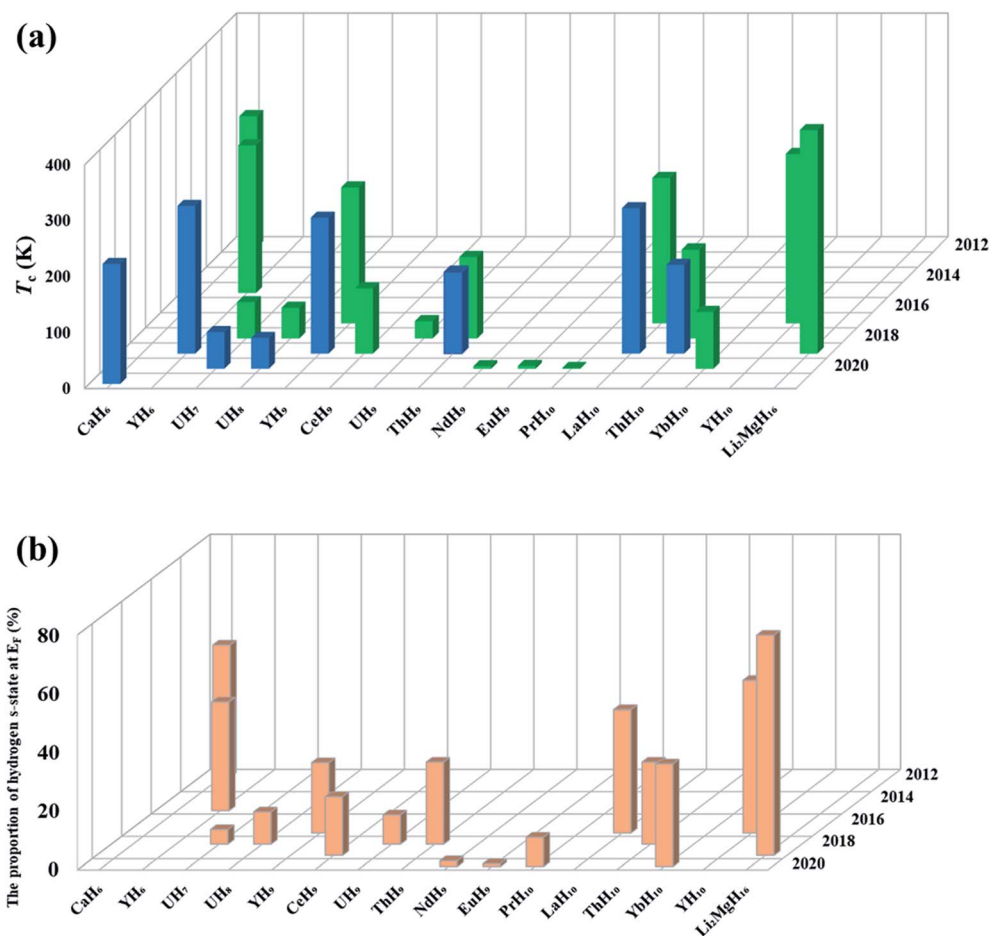 (a)
400
300
200
100
0
T_c (K)
2012
2014
2016
2018
2020
CaH₆
YH₆
UH₇
UH₈
YH₉
CeH₉
UH₉
ThH₉
NdH₉
EuH₉
PrH₁₀
LaH₁₀
ThH₁₀
YbH₁₀
YH₁₀
Li₂MgH₁₆
(b)
80
60
40
20
0
The proportion of hydrogen s-state at E_F (%)
2012
2014
2016
2018
2020
CaH₆
YH₆
UH₇
UH₈
YH₉
CeH₉
UH₉
ThH₉
NdH₉
EuH₉
PrH₁₀
LaH₁₀
ThH₁₀
YbH₁₀
YH₁₀
Li₂MgH₁₆